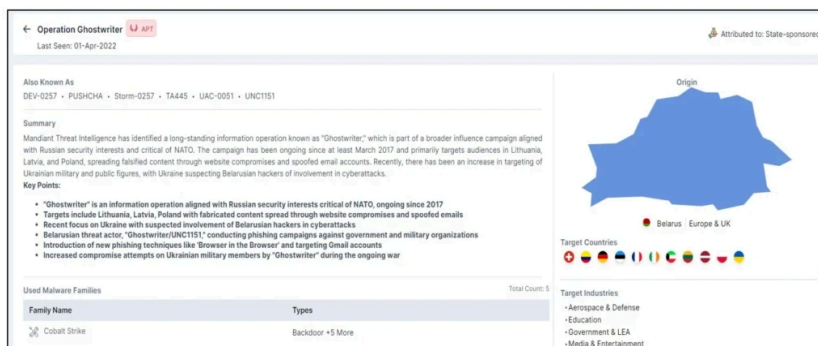 ← Operation Ghostwriter APT
Last Seen: 01-Apr-2022
Attributed to: State-sponsored
Also Known As
DEV-0257 • PUSHCHA • Storm-0257 • TA445 • UAC-0051 • UNC1151
Summary
Mandiant Threat Intelligence has identified a long-standing information operation known as "Ghostwriter," which is part of a broader influence campaign aligned
with Russian security interests and critical of NATO. The campaign has been ongoing since at least March 2017 and primarily targets audiences in Lithuania,
Latvia, and Poland, spreading falsified content through website compromises and spoofed email accounts. Recently, there has been an increase in targeting of
Ukrainian military and public figures, with Ukraine suspecting Belarusian hackers of involvement in cyberattacks.
Key Points:
• "Ghostwriter" is an information operation aligned with Russian security interests critical of NATO, ongoing since 2017
• Targets include Lithuania, Latvia, Poland with fabricated content spread through website compromises and spoofed emails
• Recent focus on Ukraine with suspected involvement of Belarusian hackers in cyberattacks
• Belarusian threat actor, "Ghostwriter/UNC1151," conducting phishing campaigns against government and military organizations
• Introduction of new phishing techniques like 'Browser in the Browser' and targeting Gmail accounts
• Increased compromise attempts on Ukrainian military members by "Ghostwriter" during the ongoing war
Used Malware Families
Total Count: 5
Family Name Types
Cobalt Strike Backdoor +5 More
Origin
Belarus Europe & UK
Target Countries
Target Industries
• Aerospace & Defense
• Education
• Government & LEA
• Media & Entertainment